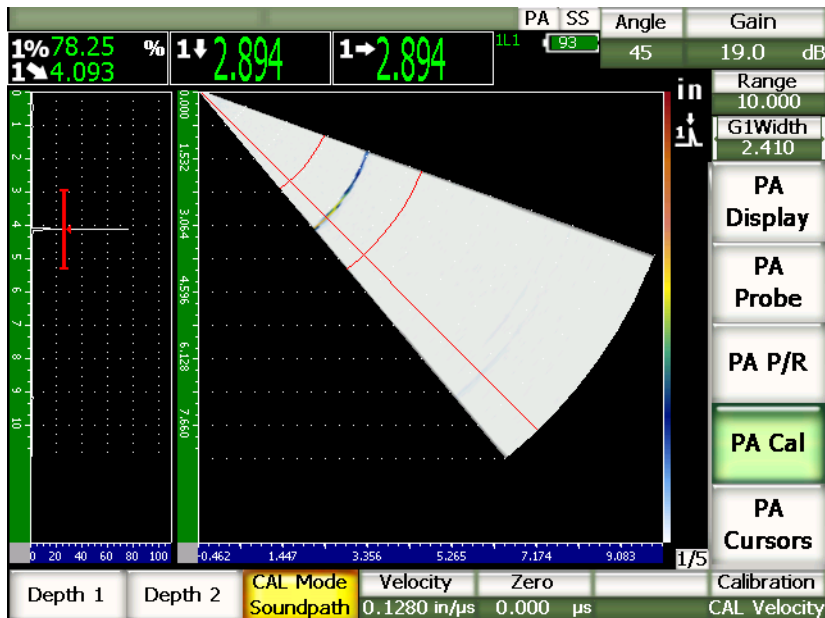 PA SS Angle Gain
1% 78.25 % 1 2.894 1 2.894 1L1 93 45 19.0 dB
1 4.093
in
Range
10.000
G1Width
2.410
1
PA
Display
PA
Probe
PA P/R
PA Cal
PA
Cursors
0 1 2 3 4 5 6 7 8 9 10
0.000 1.532 3.064 4.596 6.128 7.660
0 20 40 60 80 100
-0.462 1.447 3.356 5.265 7.174 9.083
1/5
Depth 1 Depth 2 CAL Mode Velocity Zero Calibration
Soundpath 0.1280 in/µs 0.000 µs CAL Velocity